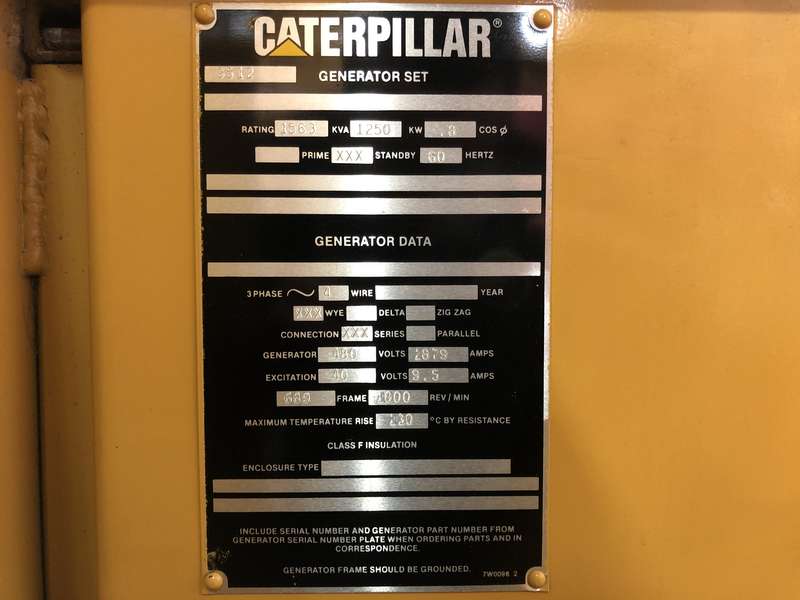 CATERPILLAR®
3512 GENERATOR SET
RATING 1563 KVA 1250 KW .8 COS ø
PRIME XXX STANDBY 60 HERTZ
GENERATOR DATA
3 PHASE 4 WIRE YEAR
XXX WYE DELTA ZIG ZAG
CONNECTION XXX SERIES PARALLEL
GENERATOR 480 VOLTS 1879 AMPS
EXCITATION 40 VOLTS 9.5 AMPS
FRAME REV / MIN
MAXIMUM TEMPERATURE RISE 130 °C BY RESISTANCE
CLASS F INSULATION
ENCLOSURE TYPE
INCLUDE SERIAL NUMBER AND GENERATOR PART NUMBER FROM
GENERATOR SERIAL NUMBER PLATE WHEN ORDERING PARTS AND IN
CORRESPONDENCE.
GENERATOR FRAME SHOULD BE GROUNDED. 7W0098 2